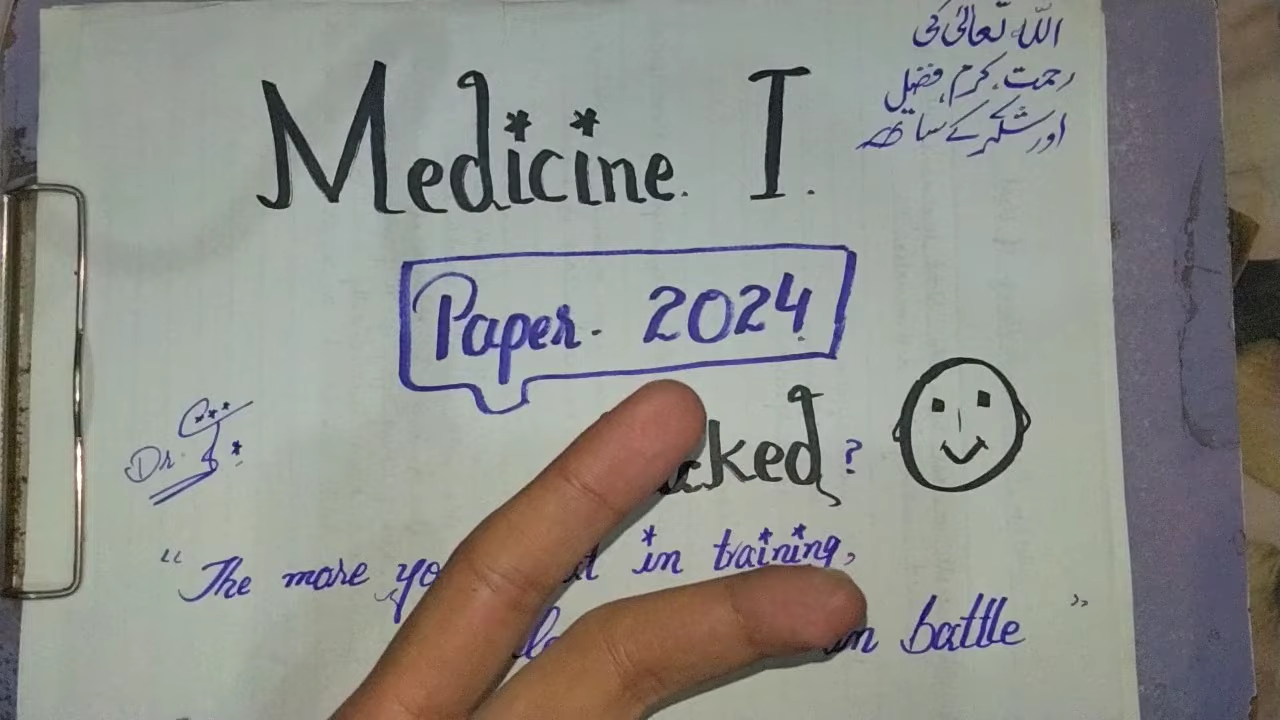 Medicine. I.
اللہ تعالیٰ کی
رحمت، کرم، فضل
اور شکر کے ساتھ
Paper. 2024
cked?
Dr.
"The more in training,
battle"